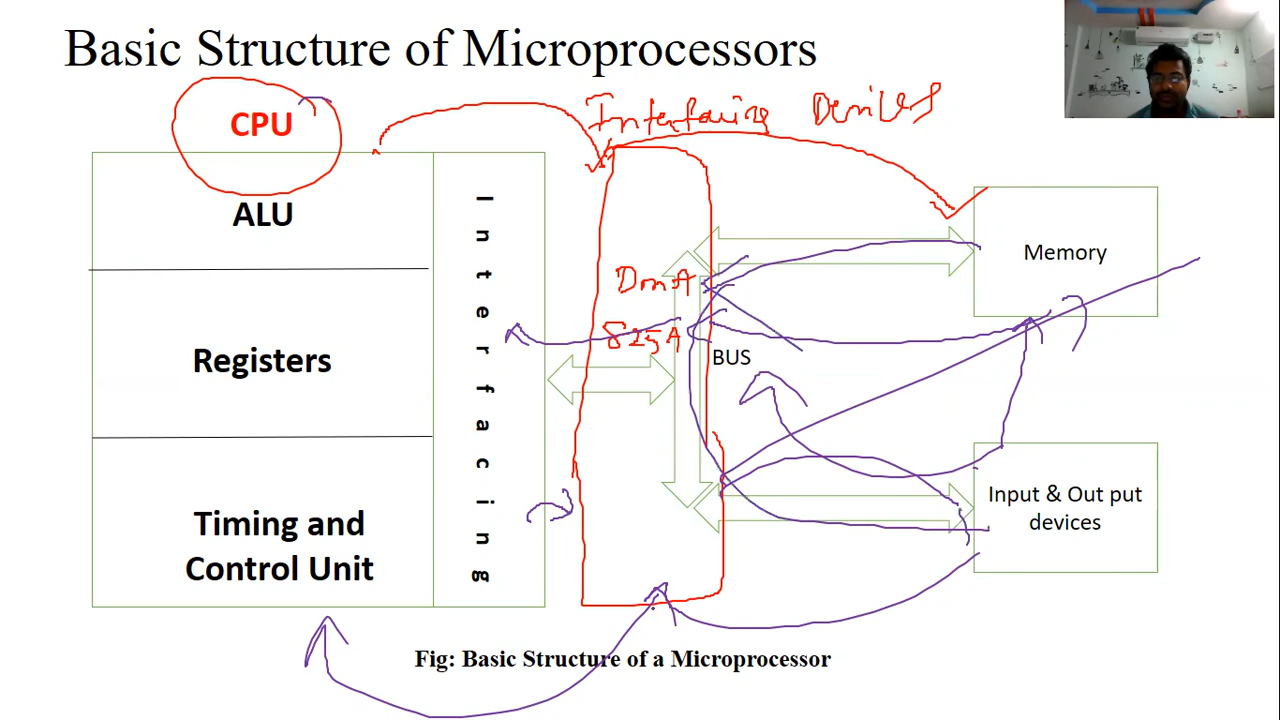 Basic Structure of Microprocessors
CPU
Interfacing Devices
ALU
Registers
Timing and
Control Unit
Interfacing
DmA
825A
BUS
Memory
Input & Out put
devices
Fig: Basic Structure of a Microprocessor